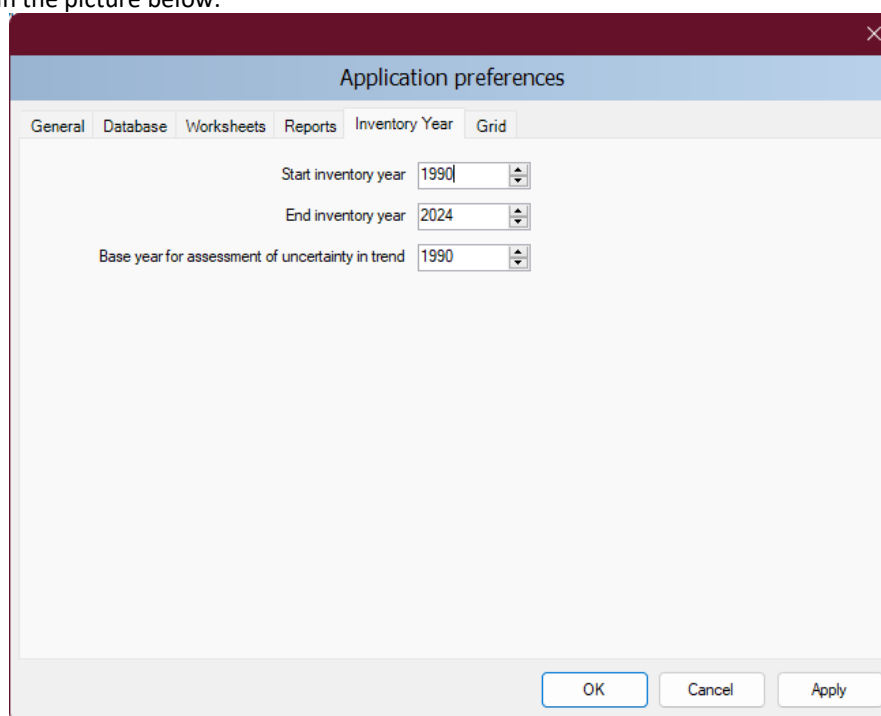 in the picture below.
Application preferences
General Database Worksheets Reports Inventory Year Grid
Start inventory year 1990
End inventory year 2024
Base year for assessment of uncertainty in trend 1990
OK Cancel Apply